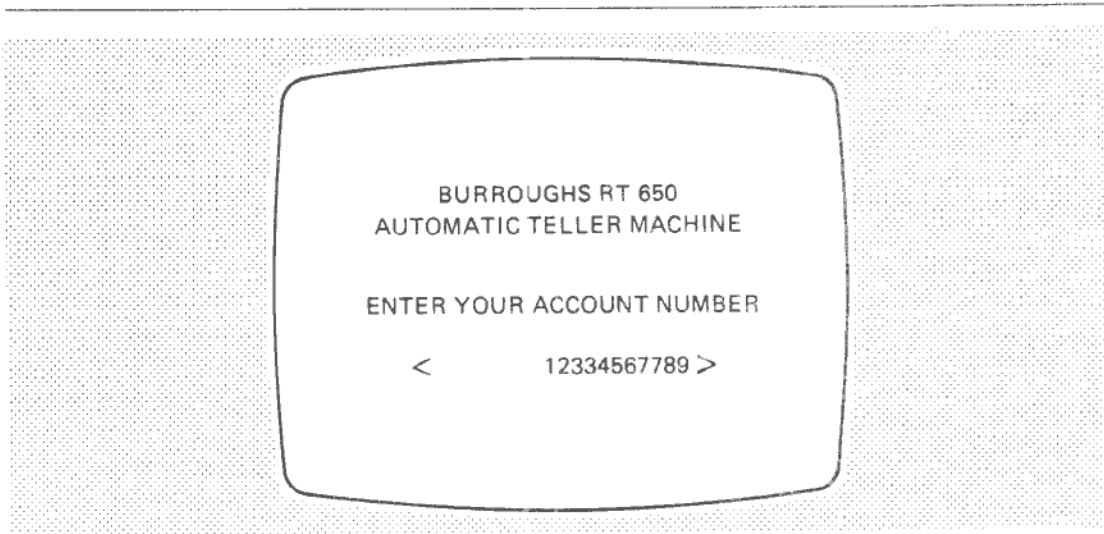 BURROUGHS RT 650
AUTOMATIC TELLER MACHINE
ENTER YOUR ACCOUNT NUMBER
< 12334567789 >